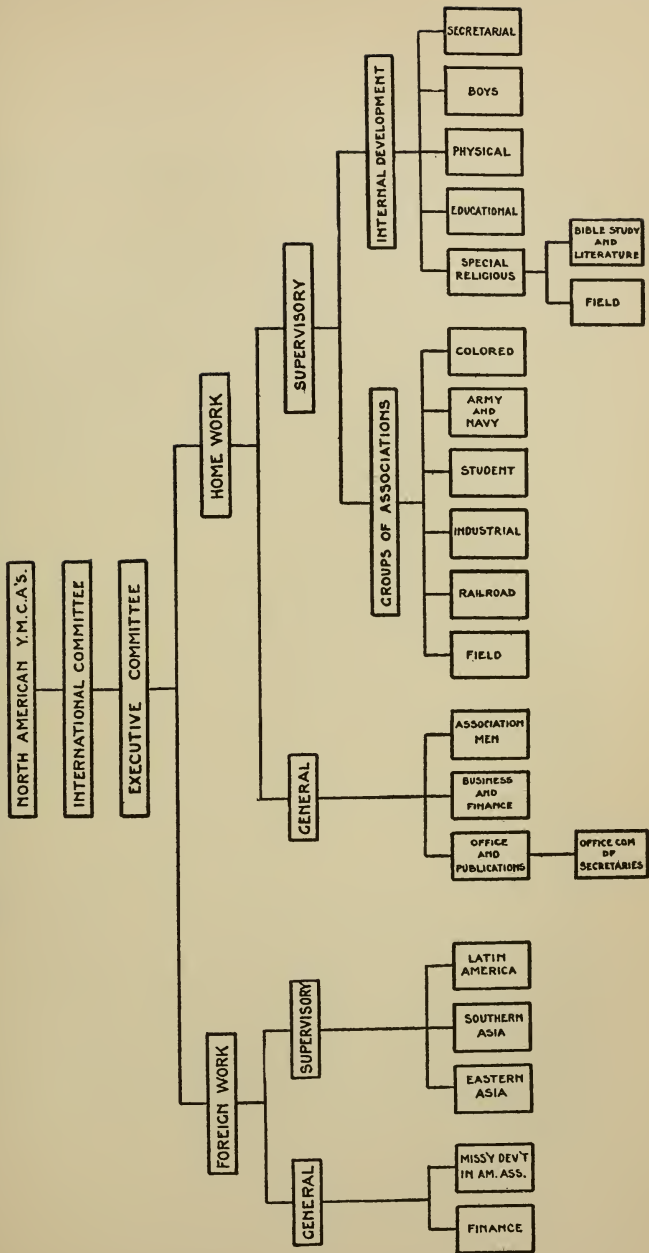 NORTH AMERICAN Y.M.C.A'S.
INTERNATIONAL COMMITTEE
EXECUTIVE COMMITTEE
FOREIGN WORK
HOME WORK
GENERAL
SUPERVISORY
GENERAL
SUPERVISORY
FINANCE
MISS'Y DEV'T
IN AM. ASS.
EASTERN
ASIA
SOUTHERN
ASIA
LATIN
AMERICA
OFFICE
AND
PUBLICATIONS
BUSINESS
AND
FINANCE
ASSOCIATION
MEN
OFFICE COM
OF
SECRETARIES
GROUPS OF ASSOCIATIONS
INTERNAL DEVELOPMENT
FIELD
RAILROAD
INDUSTRIAL
STUDENT
ARMY
AND
NAVY
COLORED
SPECIAL
RELIGIOUS
EDUCATIONAL
PHYSICAL
BOYS
SECRETARIAL
FIELD
BIBLE STUDY
AND
LITERATURE